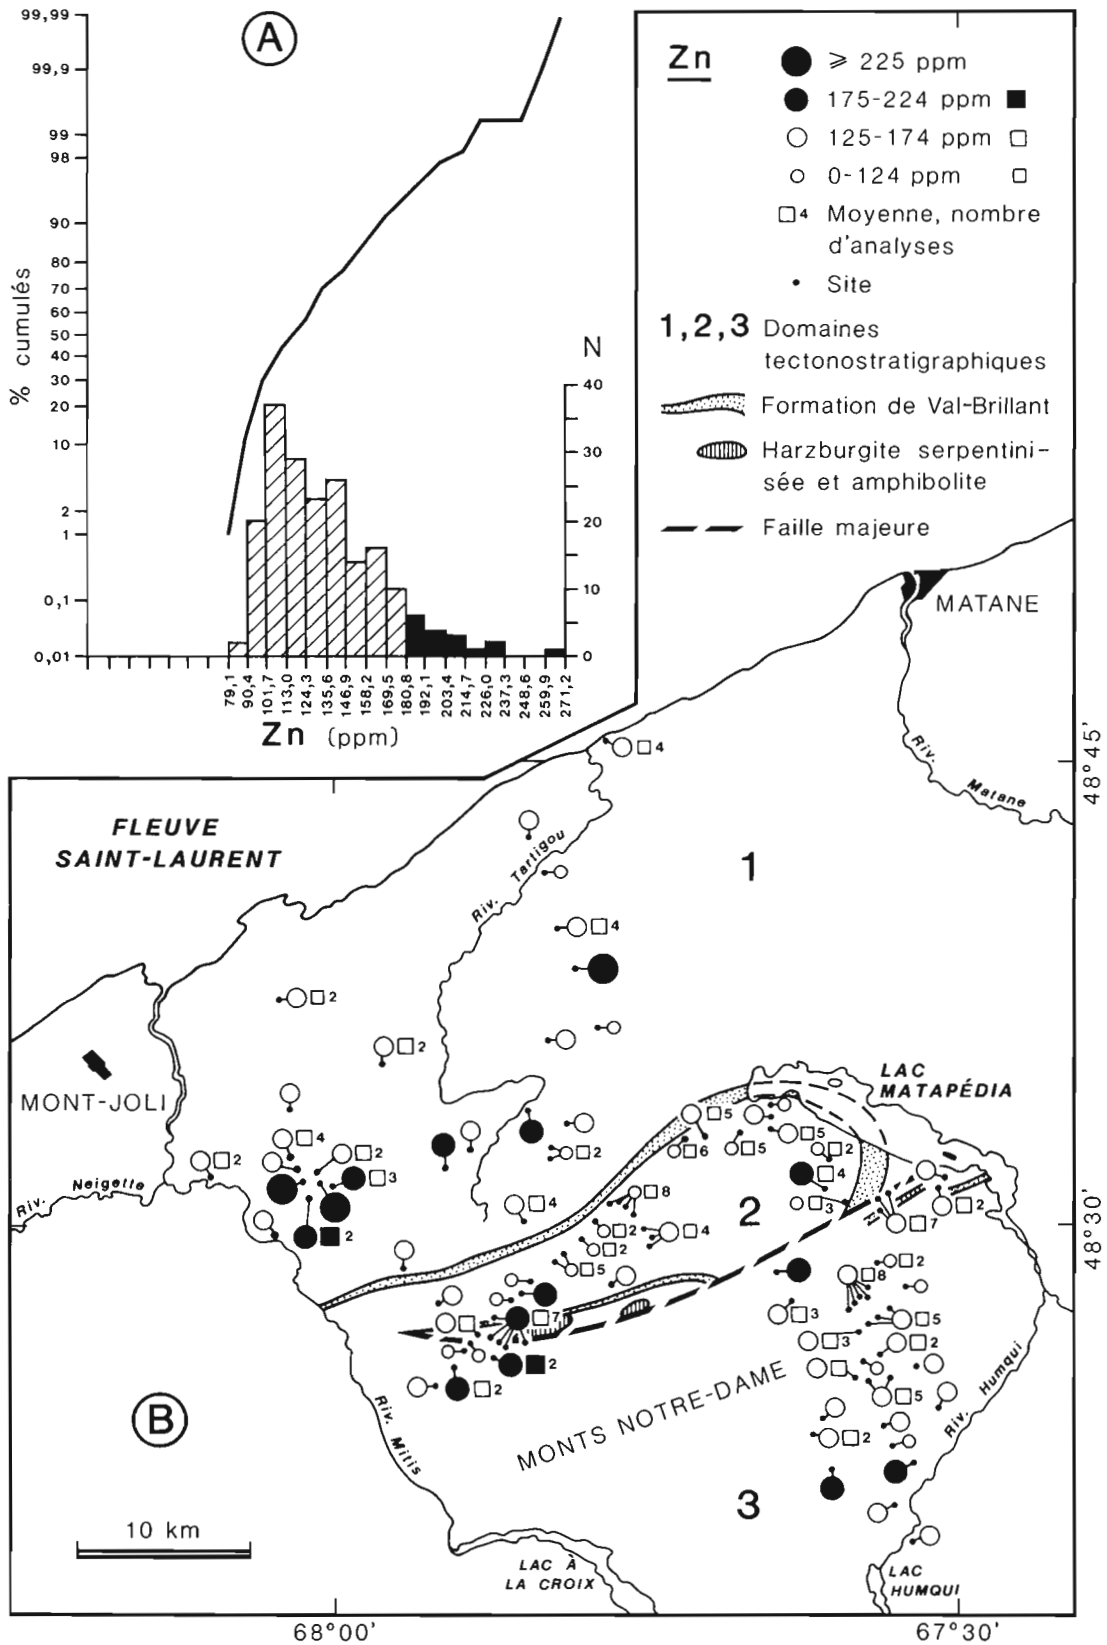 A
99,99
99,9
99
98
90
80
70
60
50
40
30
20
10
2
1
0,1
0,01
% cumulés
N
40
30
20
10
0
79,1
90,4
101,7
113,0
124,3
135,6
146,9
158,2
169,5
180,8
192,1
203,4
214,7
226,0
237,3
248,6
259,9
271,2
Zn (ppm)
Zn
⩾ 225 ppm
175-224 ppm
125-174 ppm
0-124 ppm
4 Moyenne, nombre
d'analyses
Site
1,2,3 Domaines
tectonostratigraphiques
Formation de Val-Brillant
Harzburgite serpentini-
sée et amphibolite
Faille majeure
MATANE
Riv. Matane
48°45'
4
FLEUVE
SAINT-LAURENT
Riv. Tartigou
1
4
2
2
MONT-JOLI
LAC
MATAPÉDIA
Riv. Neigette
2
4
2
3
2
2
4
5
6
5
5
2
4
3
8
2
4
2
5
2
2
7
48°30'
2
8
5
2
3
3
5
2
7
2
2
MONTS NOTRE-DAME
Riv. Mitis
Riv. Humqui
B
3
10 km
LAC À
LA CROIX
LAC
HUMQUI
68°00'
67°30'